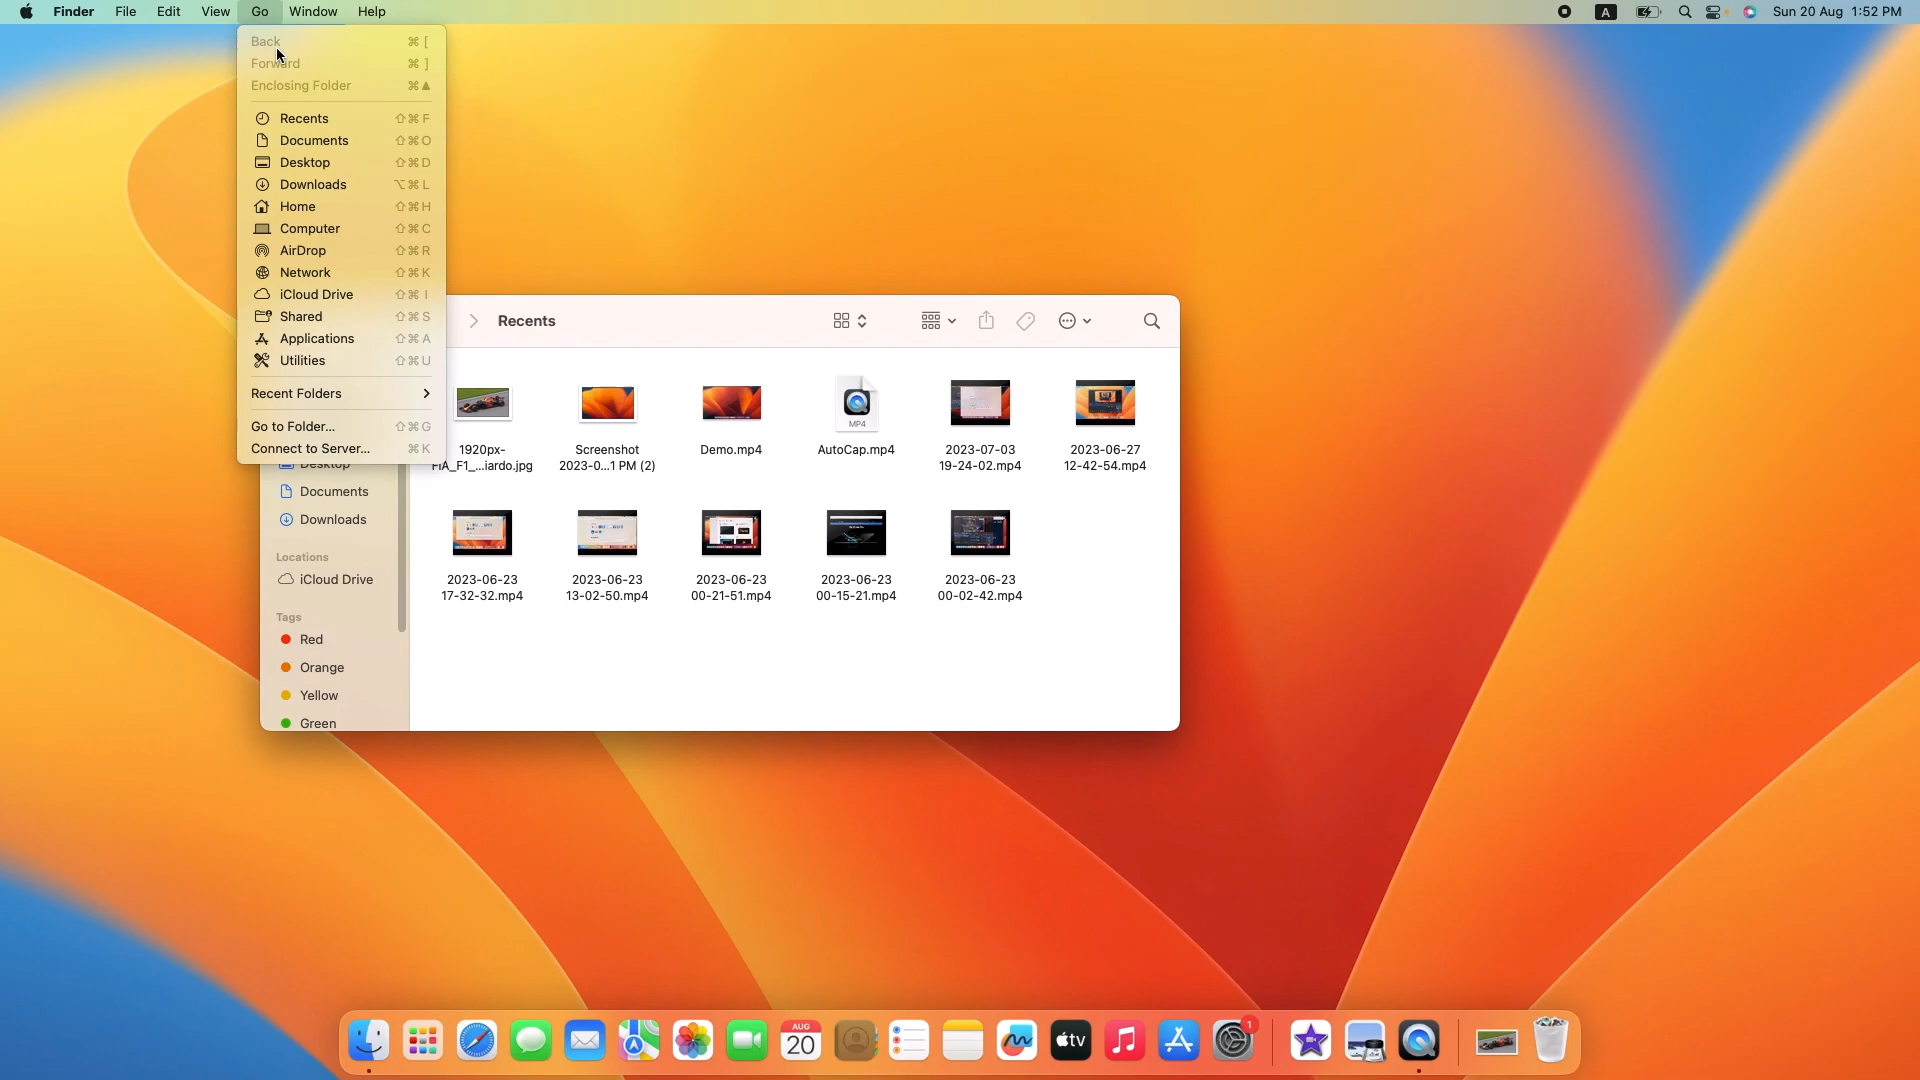 Finder File Edit View Go Window Help A Sun 20 Aug 1:52 PM
Back ⌘ [
Forward ⌘ ]
Enclosing Folder ⌘▲
Recents ⇧⌘F
Documents ⇧⌘O
Desktop ⇧⌘D
Downloads ⌥⌘L
Home ⇧⌘H
Computer ⇧⌘C
AirDrop ⇧⌘R
Network ⇧⌘K
iCloud Drive ⇧⌘I
Shared ⇧⌘S
Applications ⇧⌘A
Utilities ⇧⌘U
Recent Folders
Go to Folder... ⇧⌘G
Connect to Server... ⌘K
Desktop
Documents
Downloads
Locations
iCloud Drive
Tags
Red
Orange
Yellow
Green
Recents
MP4
1920px-
FIA_F1_...iardo.jpg
Screenshot
2023-0...1 PM (2)
Demo.mp4
AutoCap.mp4
2023-07-03
19-24-02.mp4
2023-06-27
12-42-54.mp4
2023-06-23
17-32-32.mp4
2023-06-23
13-02-50.mp4
2023-06-23
00-21-51.mp4
2023-06-23
00-15-21.mp4
2023-06-23
00-02-42.mp4
AUG
20
tv
1